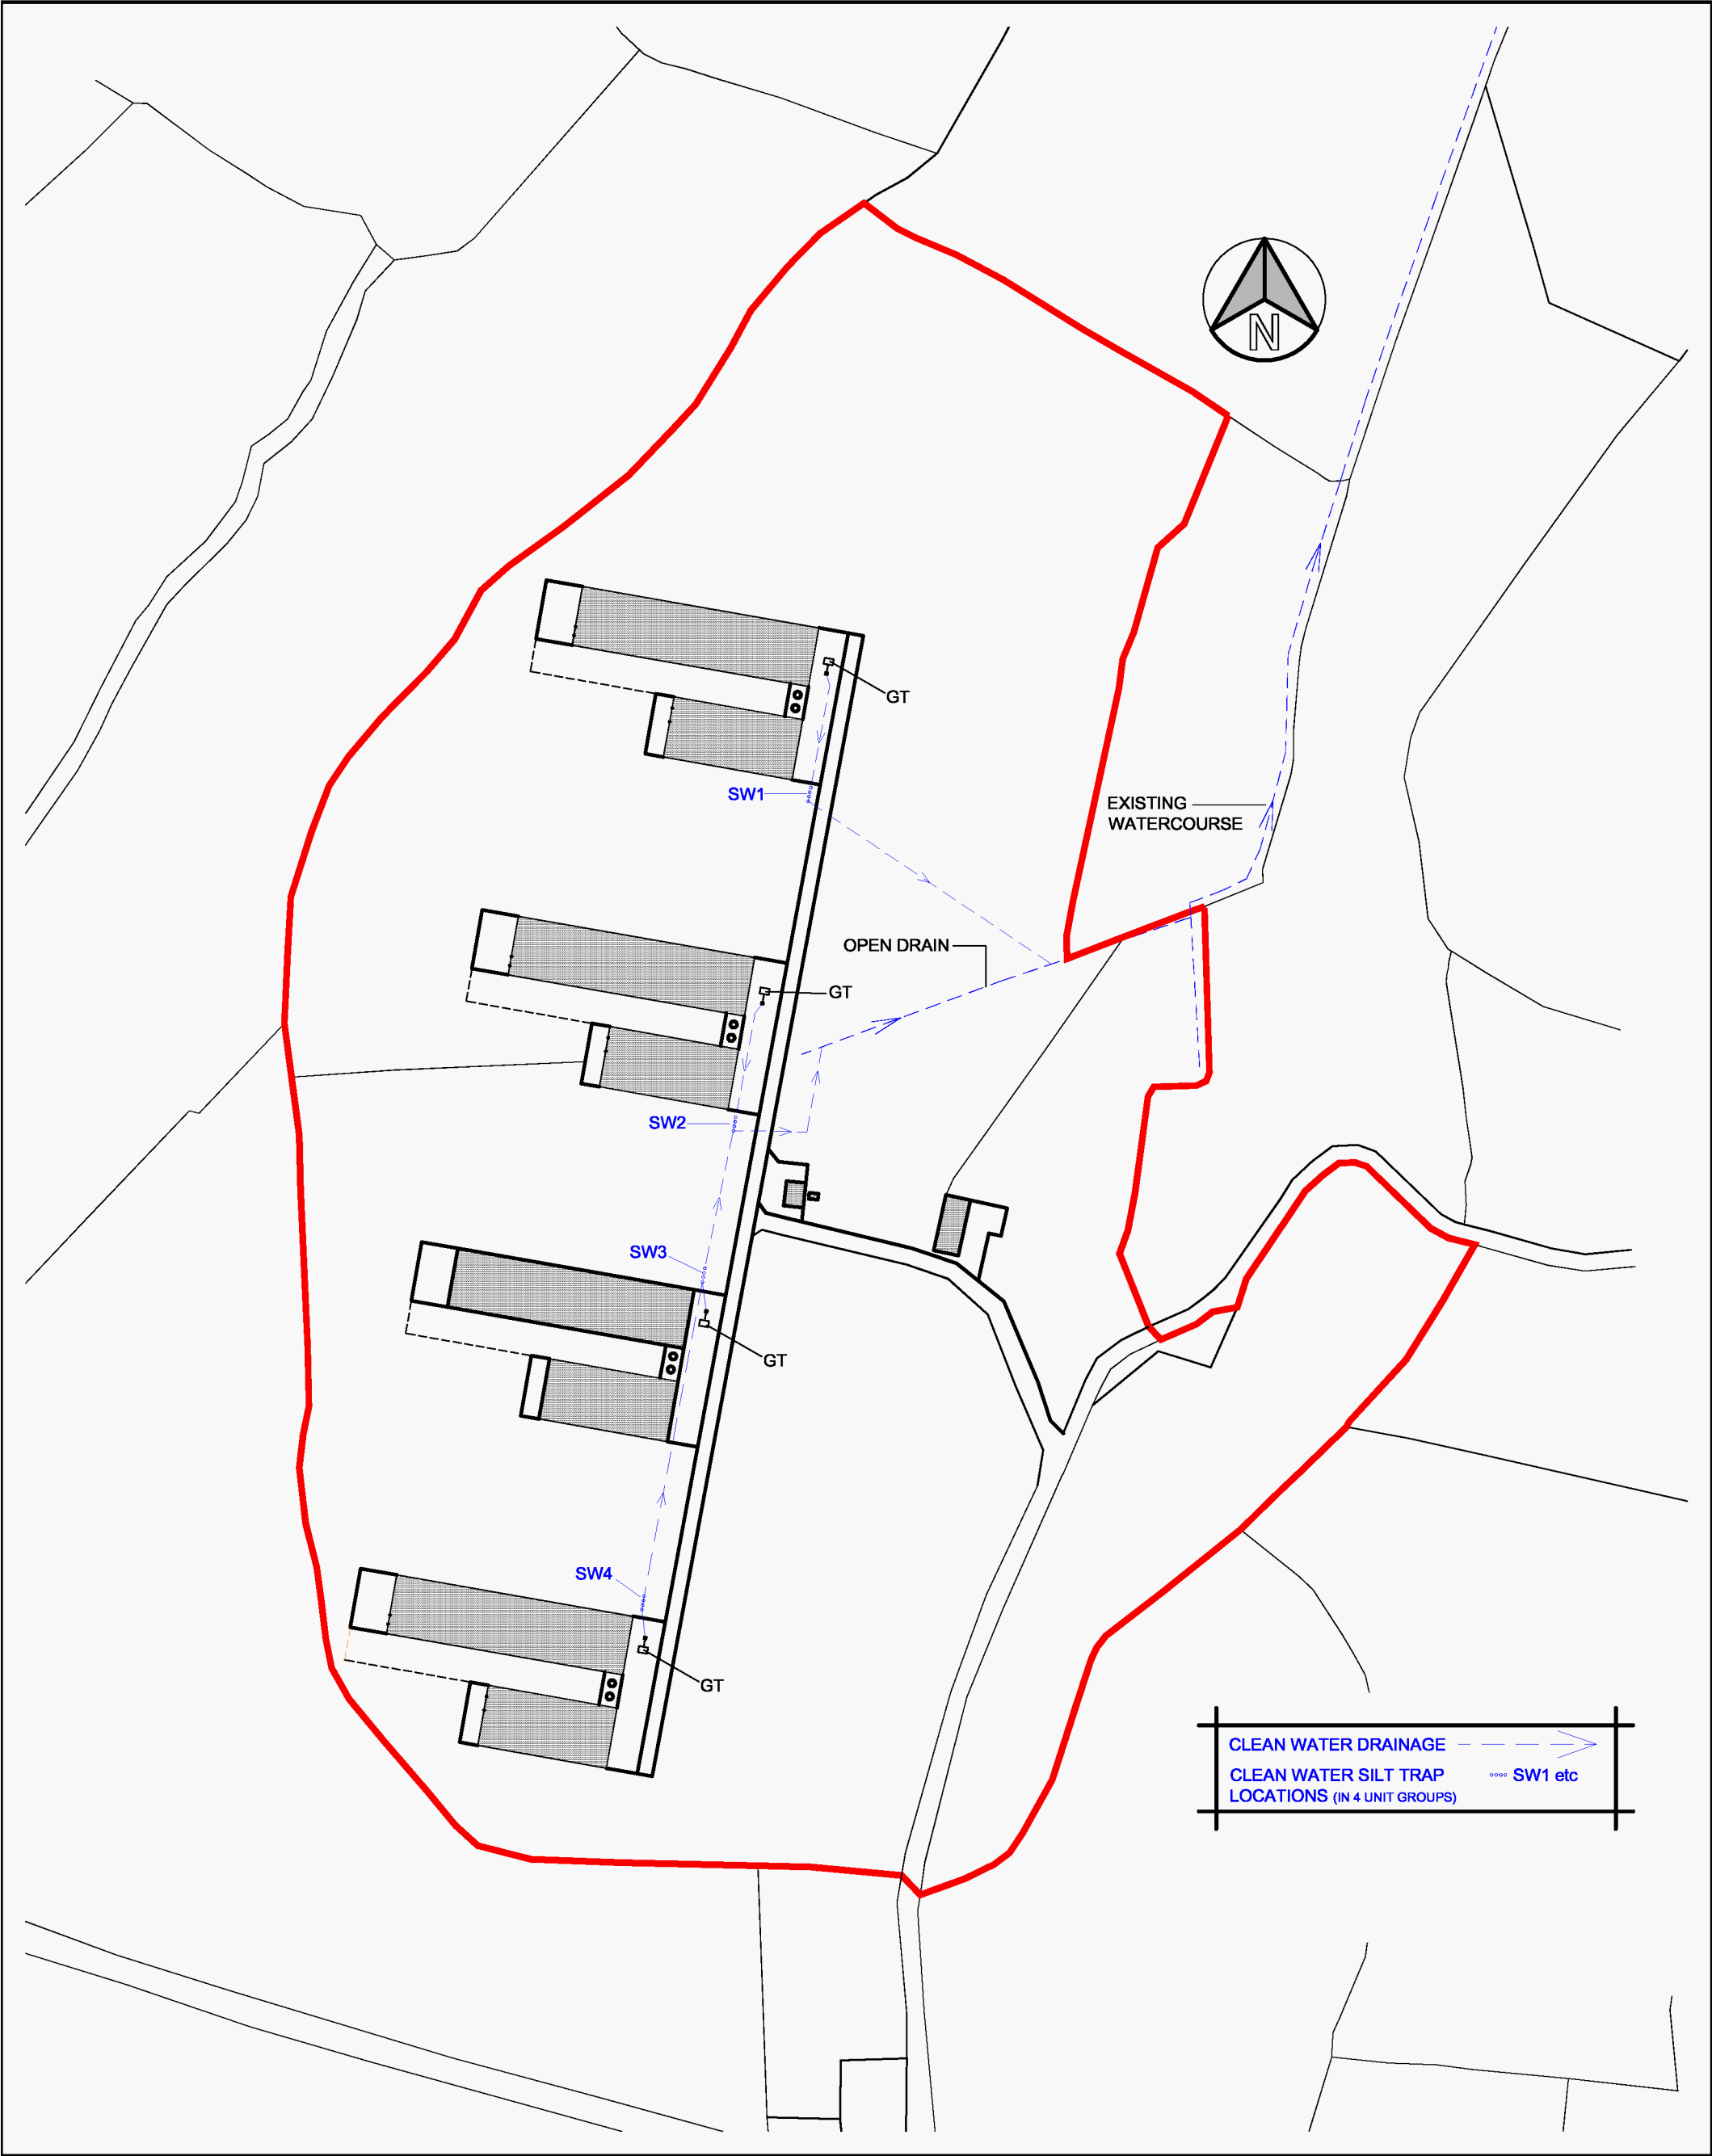 N
GT
SW1
EXISTING
WATERCOURSE
OPEN DRAIN
GT
SW2
SW3
GT
SW4
GT
CLEAN WATER DRAINAGE
CLEAN WATER SILT TRAP SW1 etc
LOCATIONS (IN 4 UNIT GROUPS)